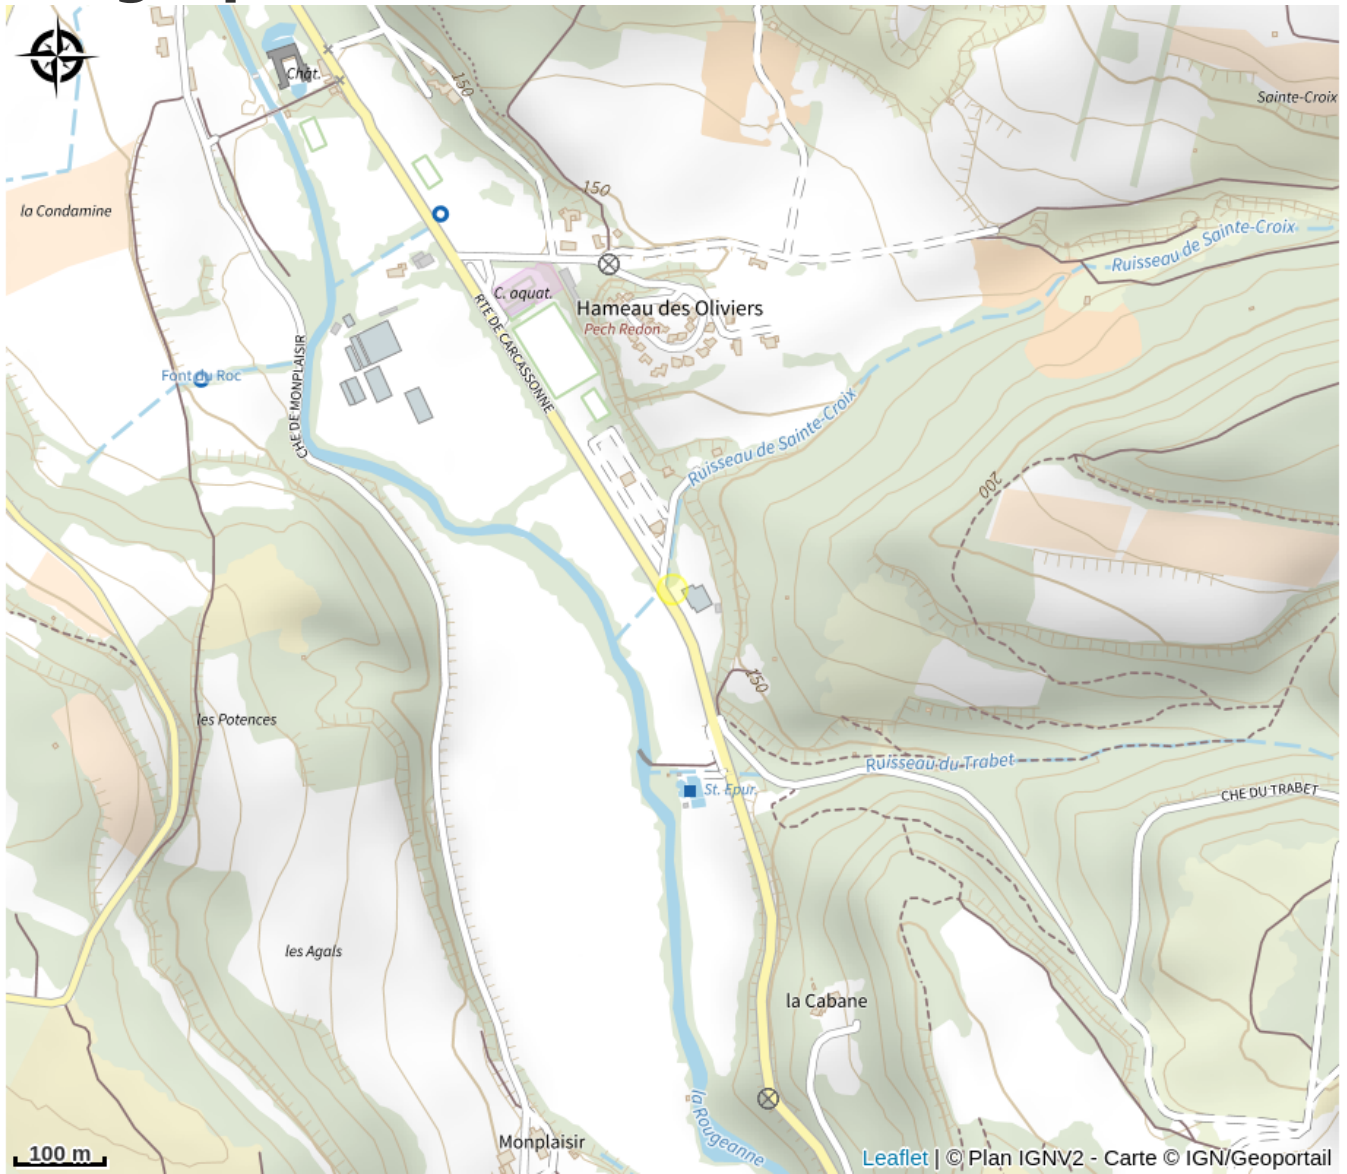 Chât.
150
Sainte-Croix
150
la Condamine
Ruisseau de Sainte-Croix
C. aquat.
Hameau des Oliviers
Pech Redon
RTE DE CARCASSONNE
CHE DE MONPLAISIR
Font du Roc
Ruisseau de Sainte-Croix
200
150
les Potences
Ruisseau du Trabet
St. Epur.
CHE DU TRABET
les Agals
la Cabane
la Rougeanne
Monplaisir
100 m
Leaflet | © Plan IGNV2 - Carte © IGN/Geoportail